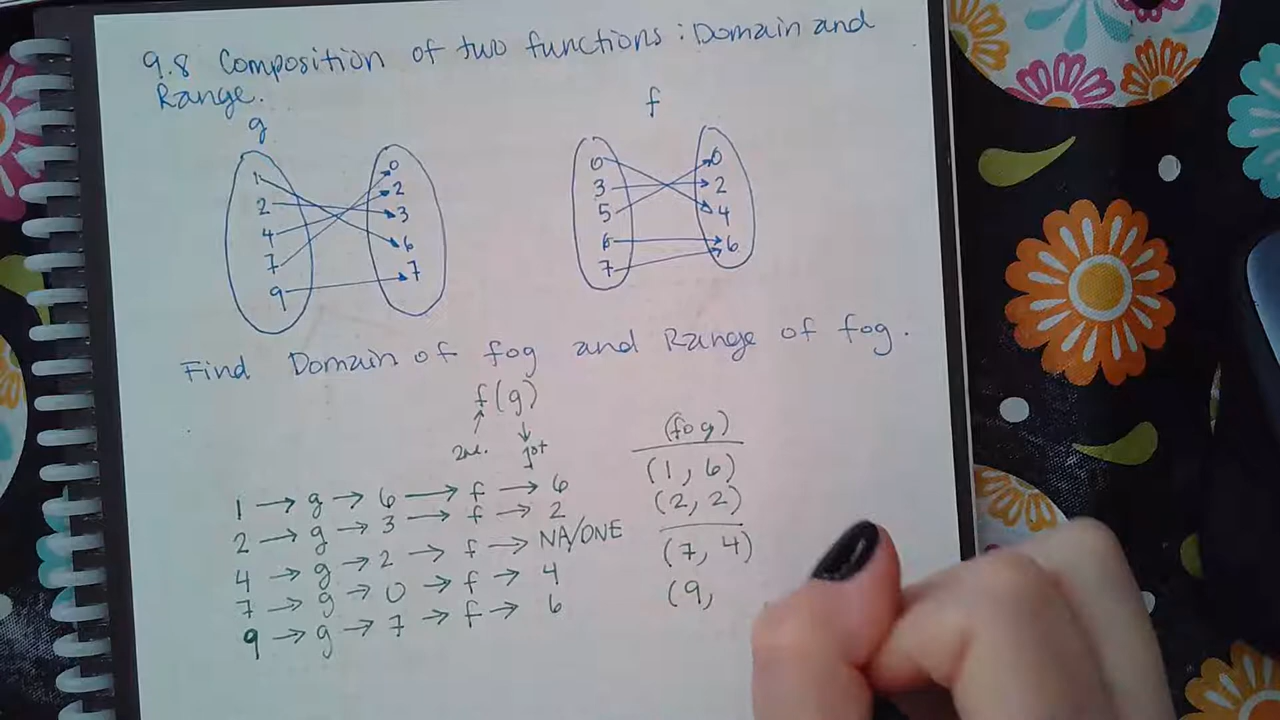 9.8 Composition of two functions : Domain and
Range.
g
f
1
2
4
7
9
0
2
3
6
7
0
3
5
6
7
0
2
4
6
Find Domain of fog and Range of fog.
f(g)
2nd. 1st
1 → g → 6 → f → 6
2 → g → 3 → f → 2
4 → g → 2 → f → NA/ONE
7 → g → 0 → f → 4
9 → g → 7 → f → 6
(fog)
(1, 6)
(2, 2)
(7, 4)
(9,